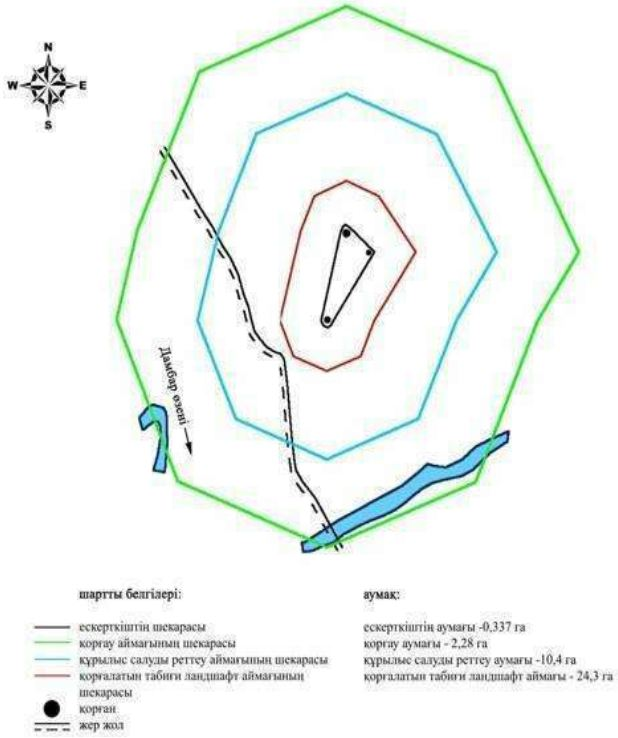 N
W E
S
Дамбар өзені
шартты белгілері:
ескерткіштің шекарасы
қорғау аймағының шекарасы
құрылыс салуды реттеу аймағының шекарасы
қорғалатын табиғи ландшафт аймағының
шекарасы
қорған
жер жол
аумақ:
ескерткіштің аумағы -0,337 га
қорғау аумағы - 2,28 га
құрылыс салуды реттеу аумағы -10,4 га
қорғалатын табиғи ландшафт аймағы - 24,3 га